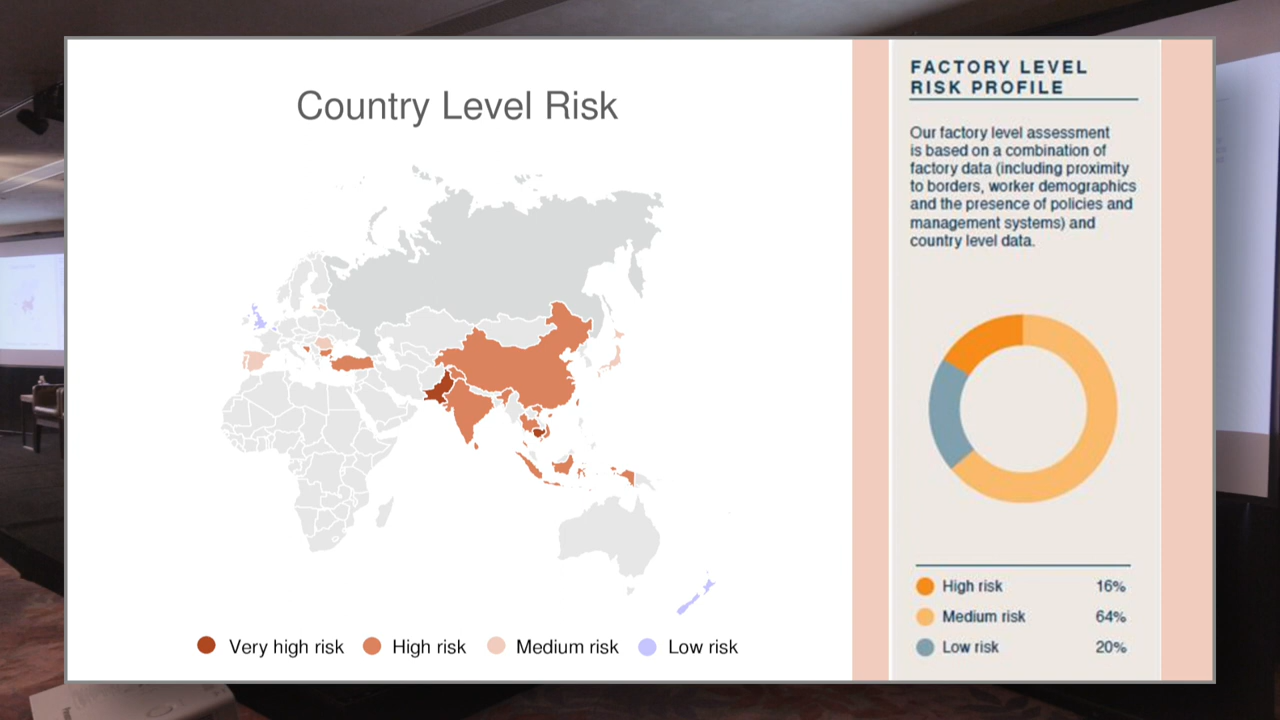 Country Level Risk
Very high risk
High risk
Medium risk
Low risk
FACTORY LEVEL
RISK PROFILE
Our factory level assessment
is based on a combination of
factory data (including proximity
to borders, worker demographics
and the presence of policies and
management systems) and
country level data.
High risk 16%
Medium risk 64%
Low risk 20%